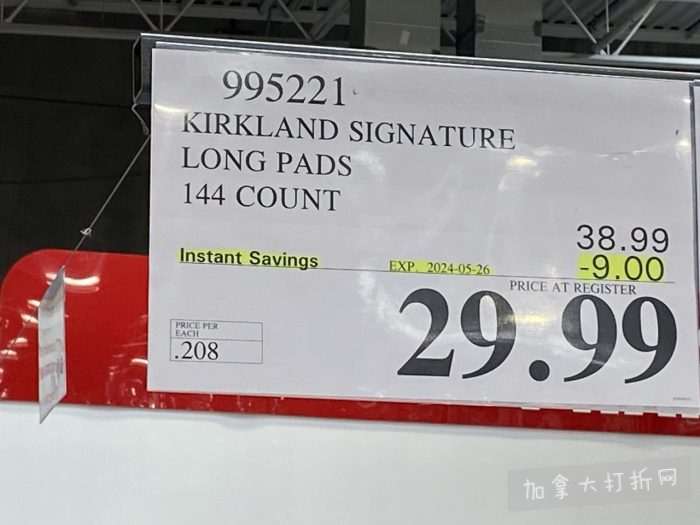 995221
KIRKLAND SIGNATURE
LONG PADS
144 COUNT
38.99
Instant Savings EXP. 2024-05-26 -9.00
PRICE AT REGISTER
29.99
PRICE PER
EACH
.208
加拿大打折网